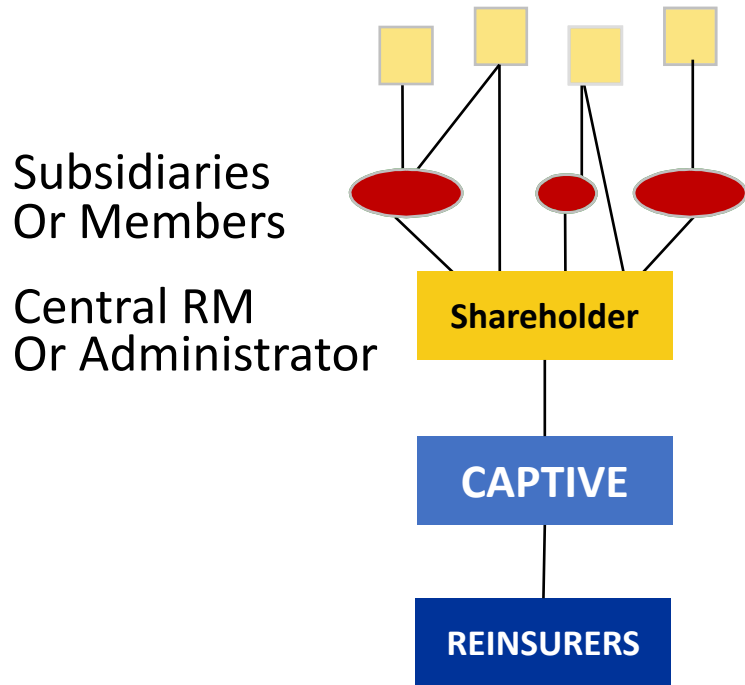 Subsidiaries
Or Members
Central RM
Or Administrator
Shareholder
CAPTIVE
REINSURERS